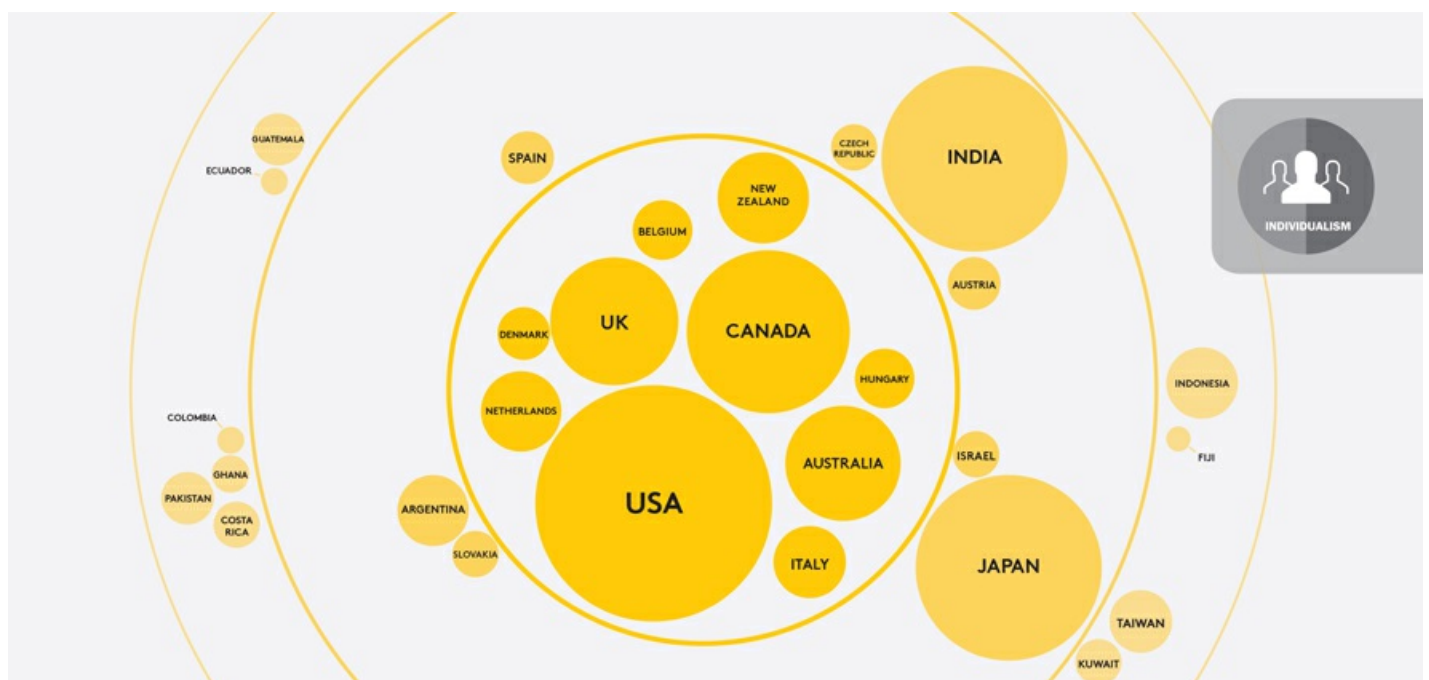 GUATEMALA
ECUADOR
SPAIN
CZECH
REPUBLIC
INDIA
NEW
ZEALAND
BELGIUM
INDIVIDUALISM
AUSTRIA
UK
CANADA
DENMARK
HUNGARY
INDONESIA
NETHERLANDS
COLOMBIA
ISRAEL
FIJI
AUSTRALIA
GHANA
PAKISTAN
USA
ARGENTINA
COSTA
RICA
SLOVAKIA
ITALY
JAPAN
TAIWAN
KUWAIT